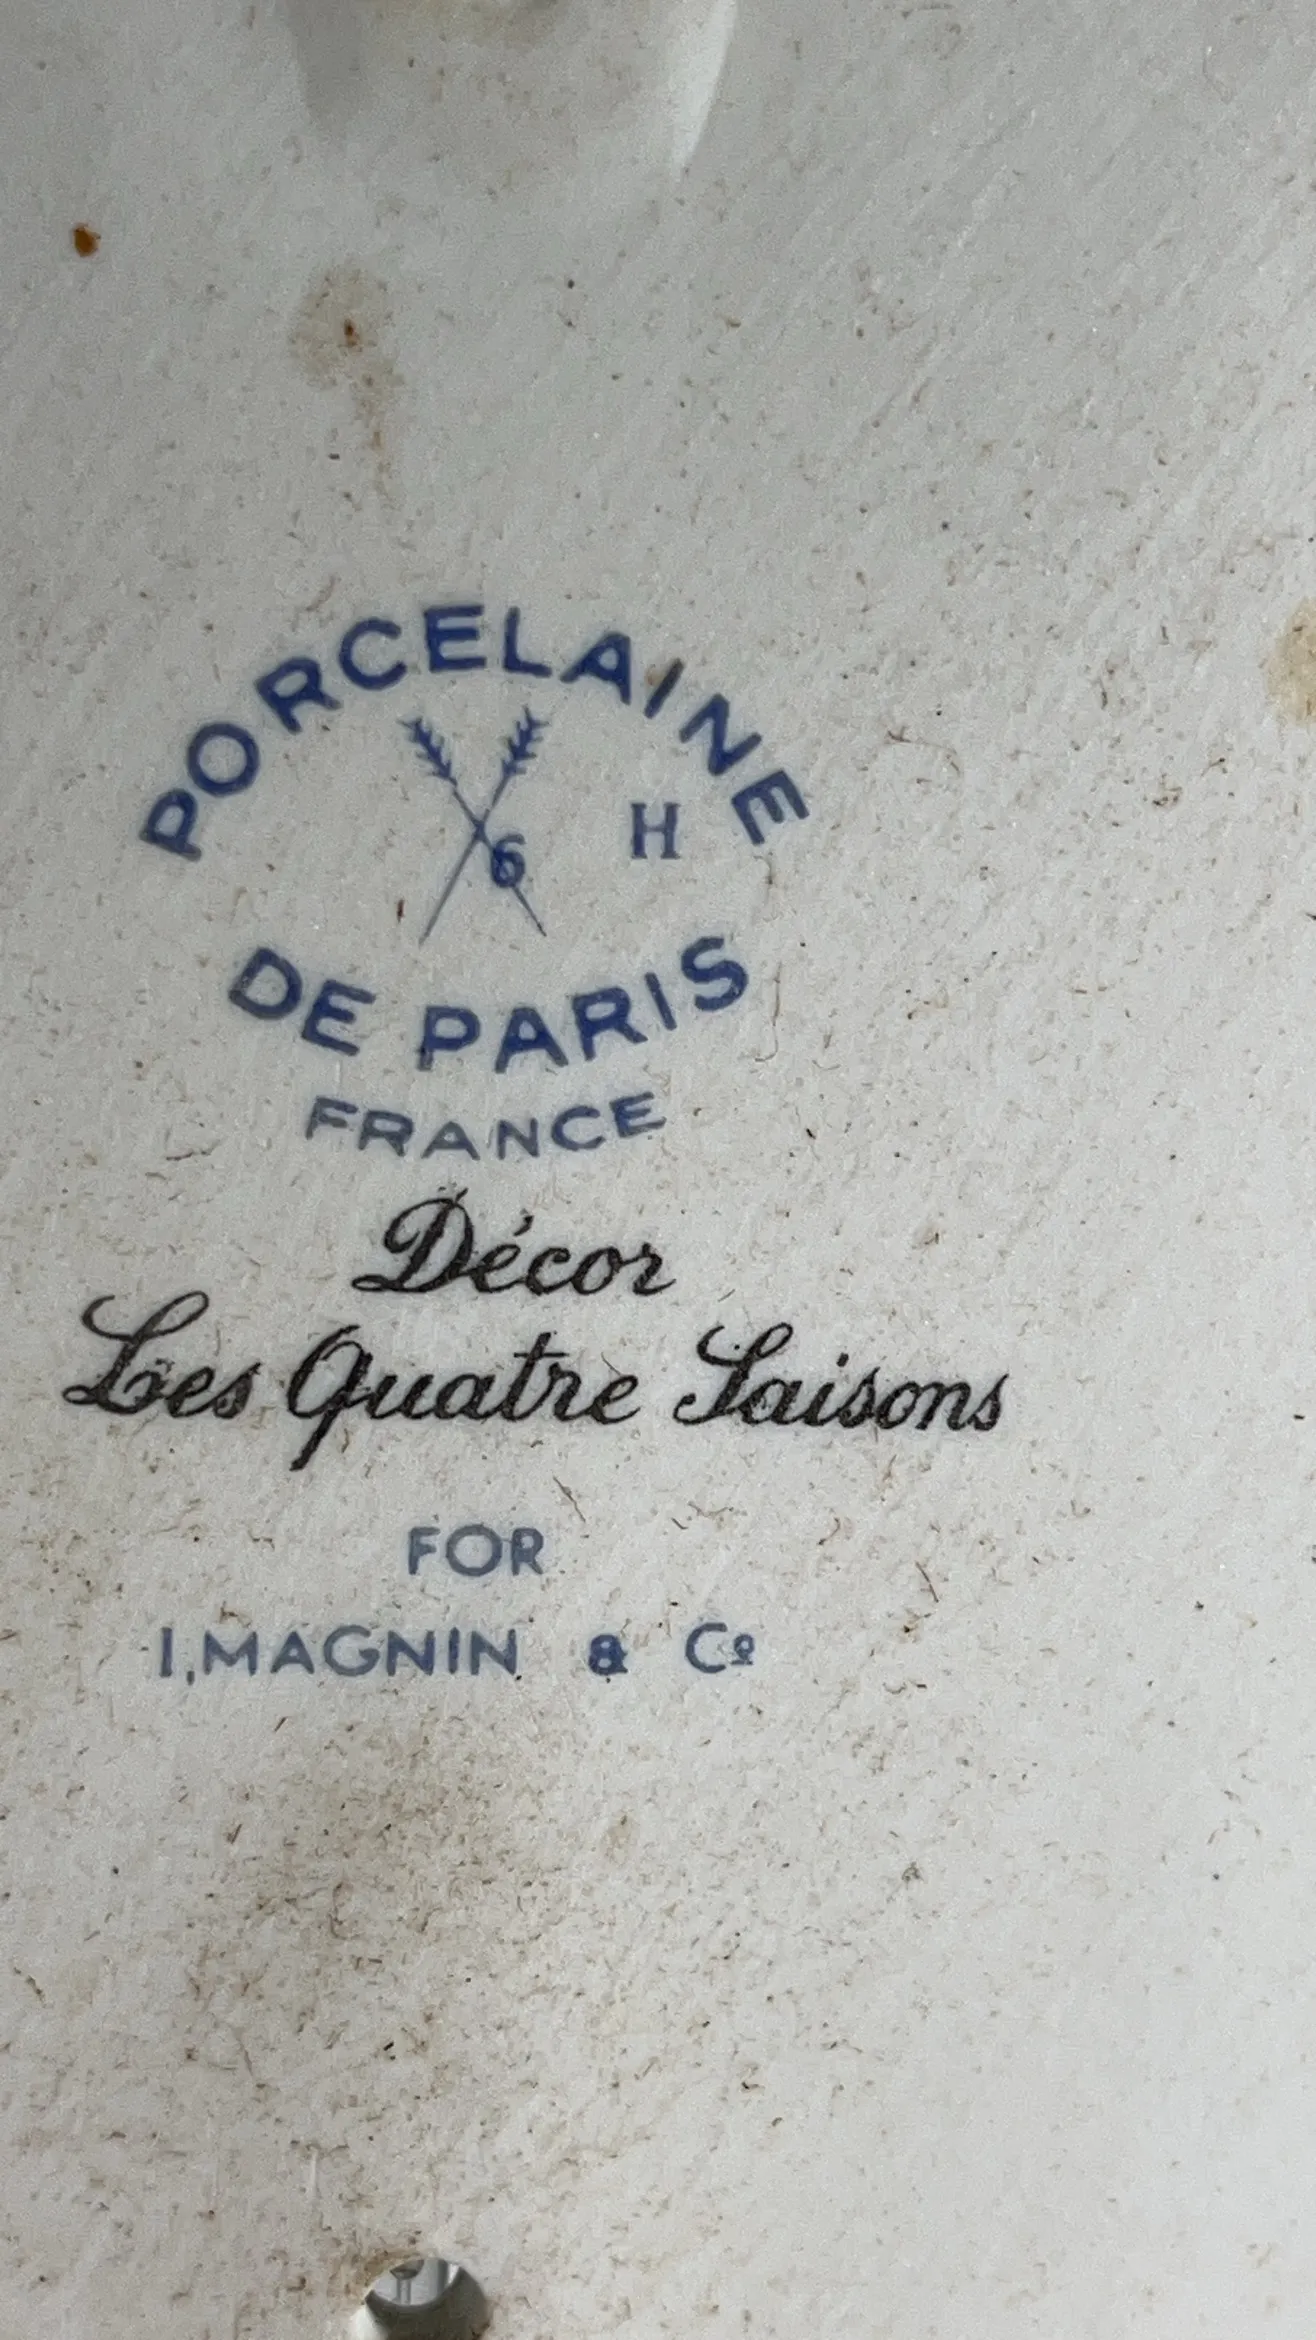 PORCELAINE
6 H
DE PARIS
FRANCE
Décor
Les Quatre Saisons
FOR
I.MAGNIN & Cº